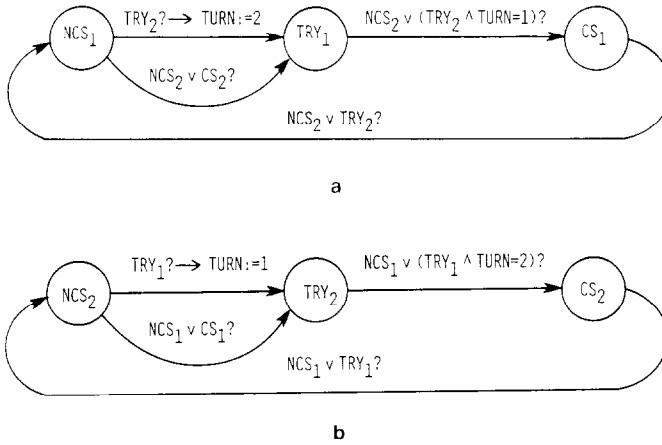 TRY₂? → TURN:=2
NCS₂ ∨ (TRY₂ ∧ TURN=1)?
NCS₁
TRY₁
CS₁
NCS₂ ∨ CS₂?
NCS₂ ∨ TRY₂?
a
TRY₁? → TURN:=1
NCS₁ ∨ (TRY₁ ∧ TURN=2)?
NCS₂
TRY₂
CS₂
NCS₁ ∨ CS₁?
NCS₁ ∨ TRY₁?
b